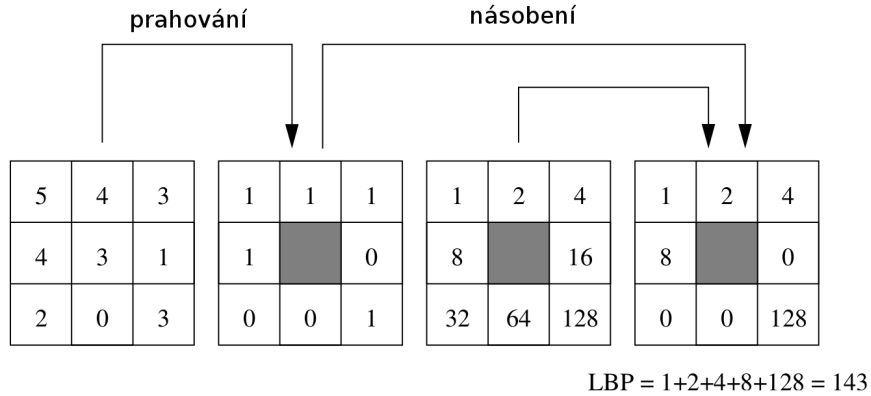 prahování násobení
5 4 3 1 1 1 1 2 4 1 2 4
4 3 1 1 0 8 16 8 0
2 0 3 0 0 1 32 64 128 0 0 128
LBP = 1+2+4+8+128 = 143